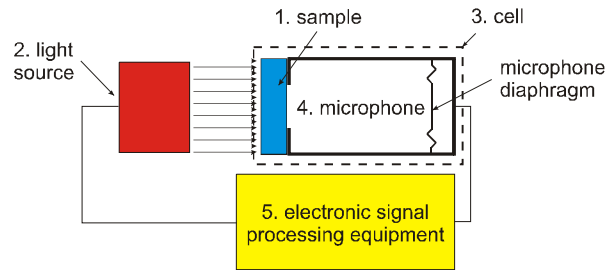 1. sample
3. cell
2. light
source
microphone
diaphragm
4. microphone
5. electronic signal
processing equipment